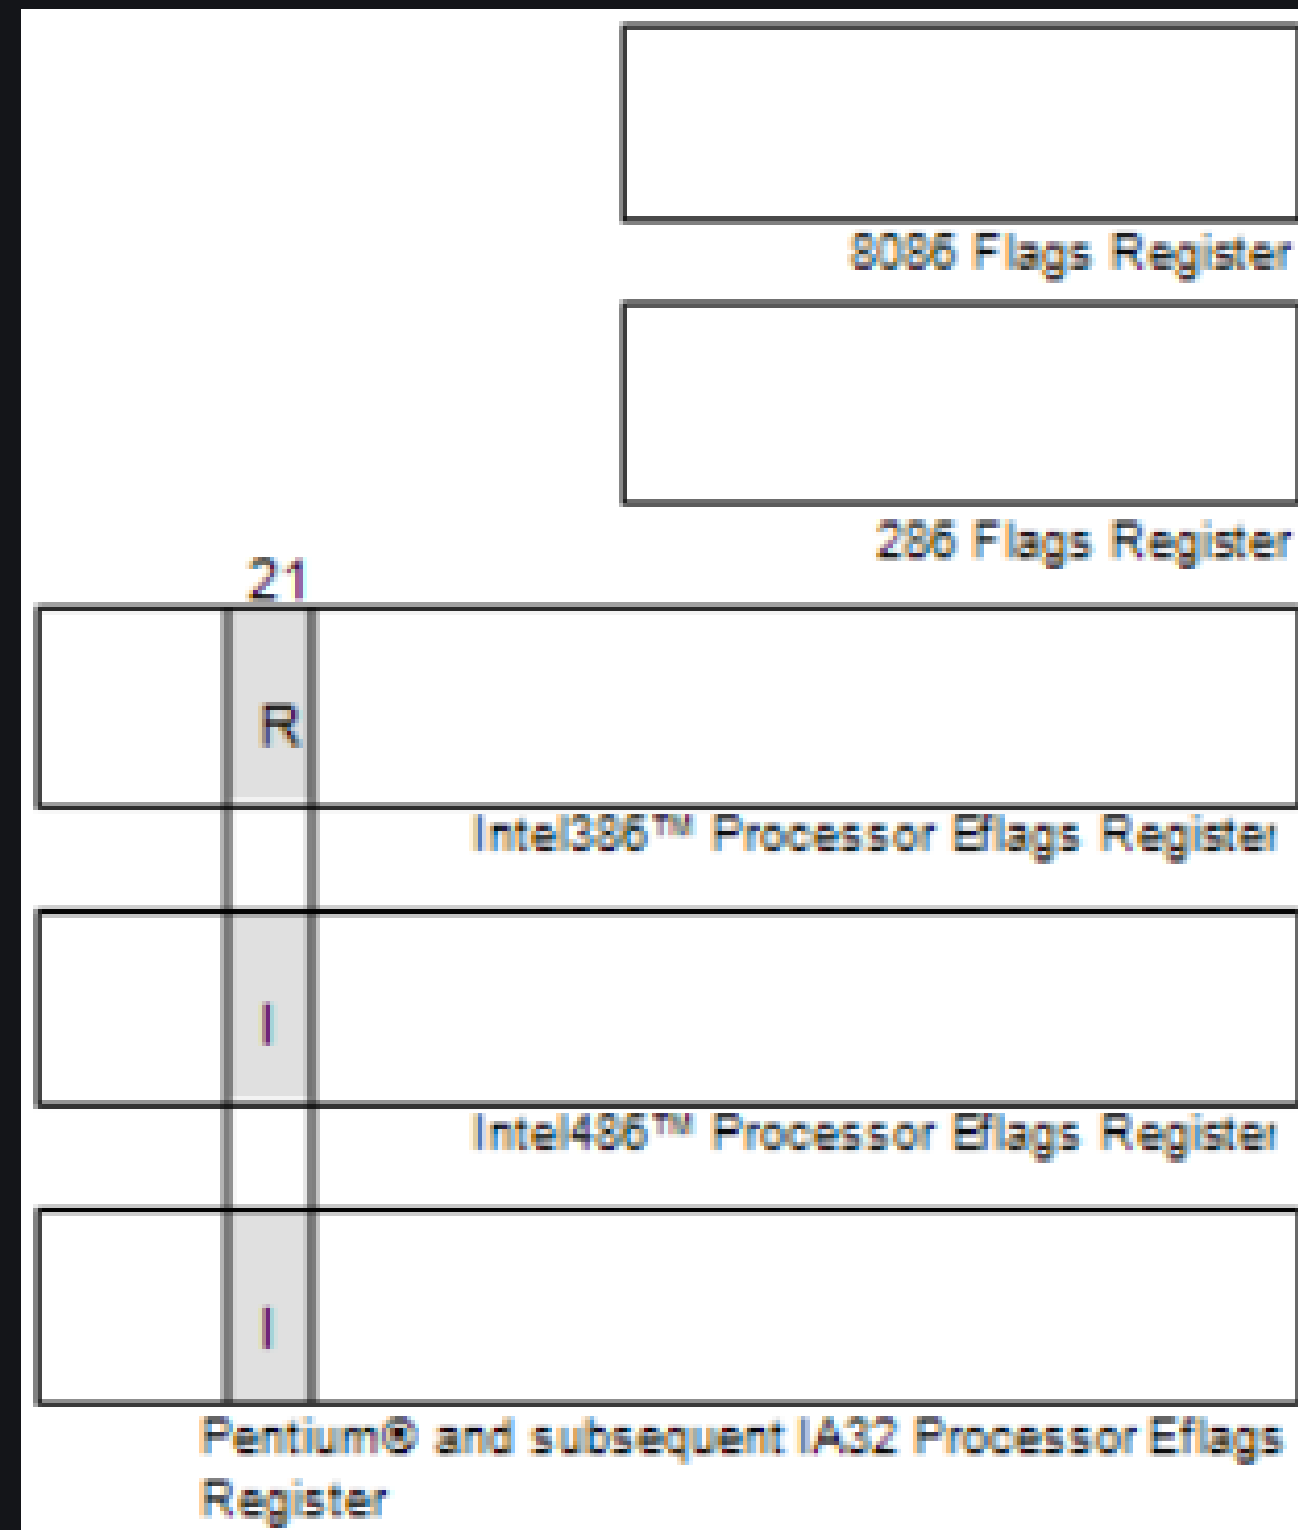 8086 Flags Register
286 Flags Register
21
R
Intel386™ Processor Eflags Register
I
Intel486™ Processor Eflags Register
I
Pentium® and subsequent IA32 Processor Eflags
Register